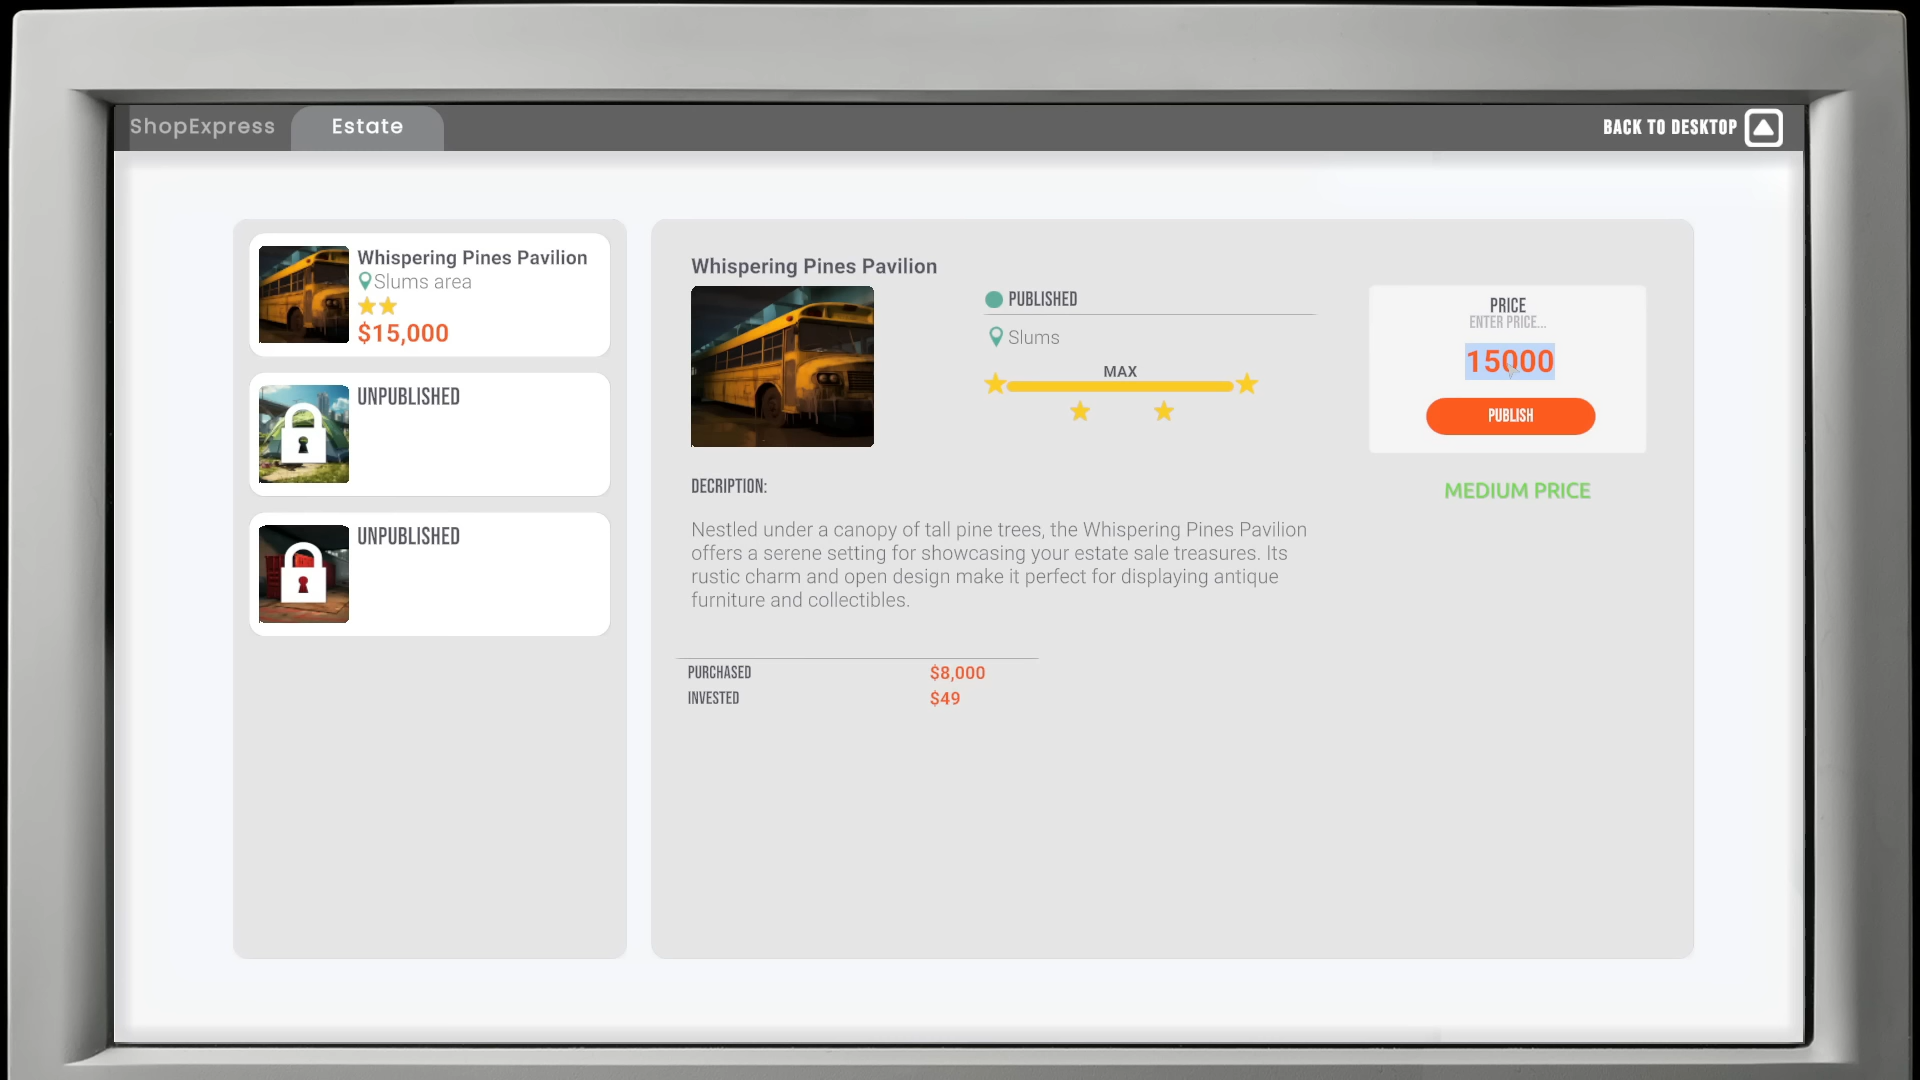 ShopExpress
Estate
BACK TO DESKTOP
Whispering Pines Pavilion
Slums area
$15,000
UNPUBLISHED
UNPUBLISHED
Whispering Pines Pavilion
PUBLISHED
Slums
MAX
PRICE
ENTER PRICE...
15000
PUBLISH
MEDIUM PRICE
DECRIPTION:
Nestled under a canopy of tall pine trees, the Whispering Pines Pavilion
offers a serene setting for showcasing your estate sale treasures. Its
rustic charm and open design make it perfect for displaying antique
furniture and collectibles.
PURCHASED $8,000
INVESTED $49